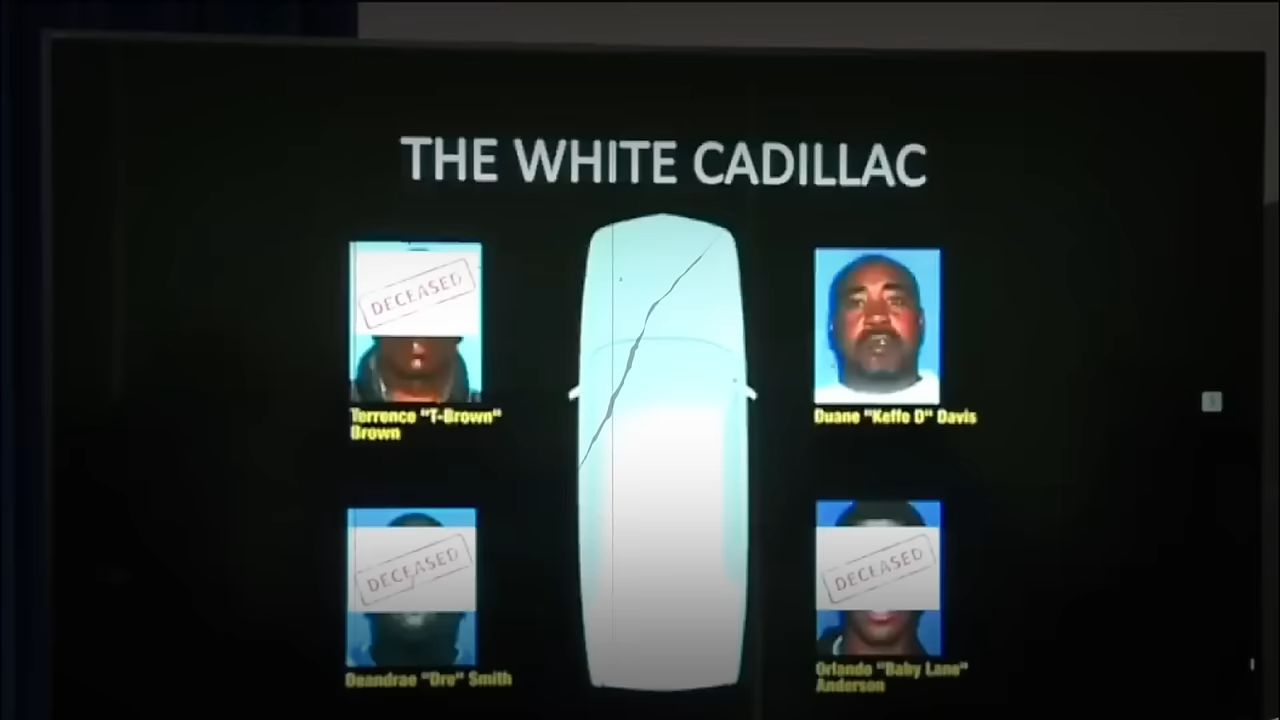 THE WHITE CADILLAC
DECEASED
Terrence "T-Brown"
Brown
Duane "Keffe D" Davis
DECEASED
Deandrae "Dre" Smith
DECEASED
Orlando "Baby Lane"
Anderson